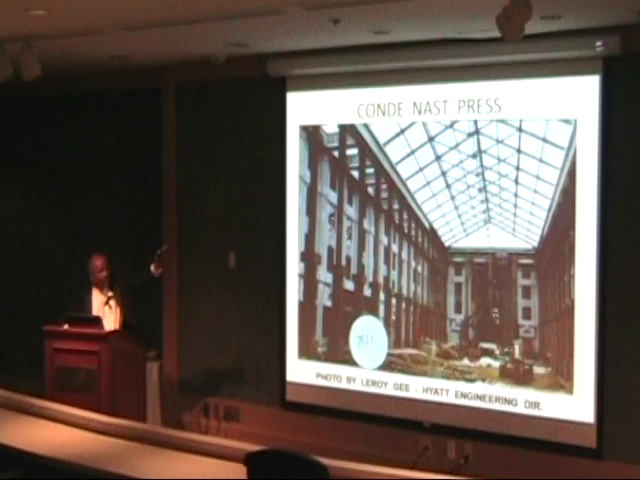 CONDE NAST PRESS
PHOTO BY LEROY GEE - HYATT ENGINEERING DIR.